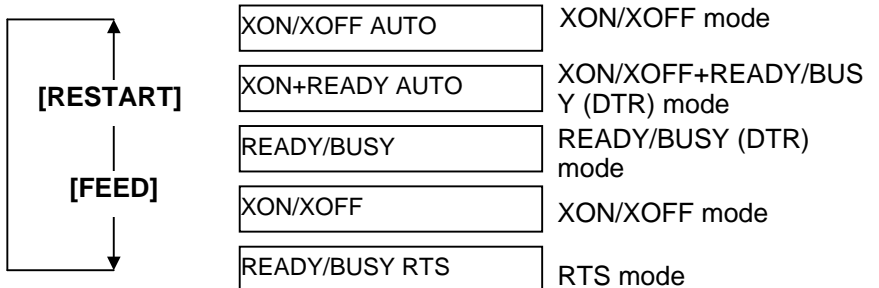 XON/XOFF AUTO XON/XOFF mode
[RESTART]
XON+READY AUTO XON/XOFF+READY/BUS
Y (DTR) mode
READY/BUSY READY/BUSY (DTR)
mode
[FEED]
XON/XOFF XON/XOFF mode
READY/BUSY RTS RTS mode